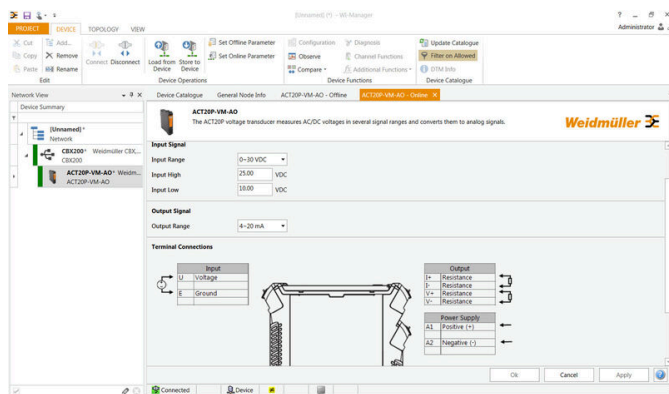 [Unnamed] (*) - WI-Manager
PROJECT DEVICE TOPOLOGY VIEW
Administrator
Cut Add... Set Offline Parameter Configuration Diagnosis Update Catalogue
Copy Remove Set Online Parameter Observe Channel Functions Filter on Allowed
Paste Rename Connect Disconnect Load from Device Store to Device Compare Additional Functions DTM Info
Edit Device Operations Device Functions Device Catalogue
Network View Device Catalogue General Node Info ACT20P-VM-AO - Offline ACT20P-VM-AO - Online
Device Summary
ACT20P-VM-AO
The ACT20P voltage transducer measures AC/DC voltages in several signal ranges and converts them to analog signals.
Weidmüller
[Unnamed] *
Network
CBX200* Weidmüller CBX...
CBX200
ACT20P-VM-AO* Weidm...
ACT20P-VM-AO
Input Signal
Input Range 0~30 VDC
Input High 25.00 VDC
Input Low 10.00 VDC
Output Signal
Output Range 4~20 mA
Terminal Connections
Input
U Voltage
E Ground
Output
I+ Resistance
I- Resistance
V+ Resistance
V- Resistance
Power Supply
A1 Positive (+)
A2 Negative (-)
Ok Cancel Apply
Connected Device